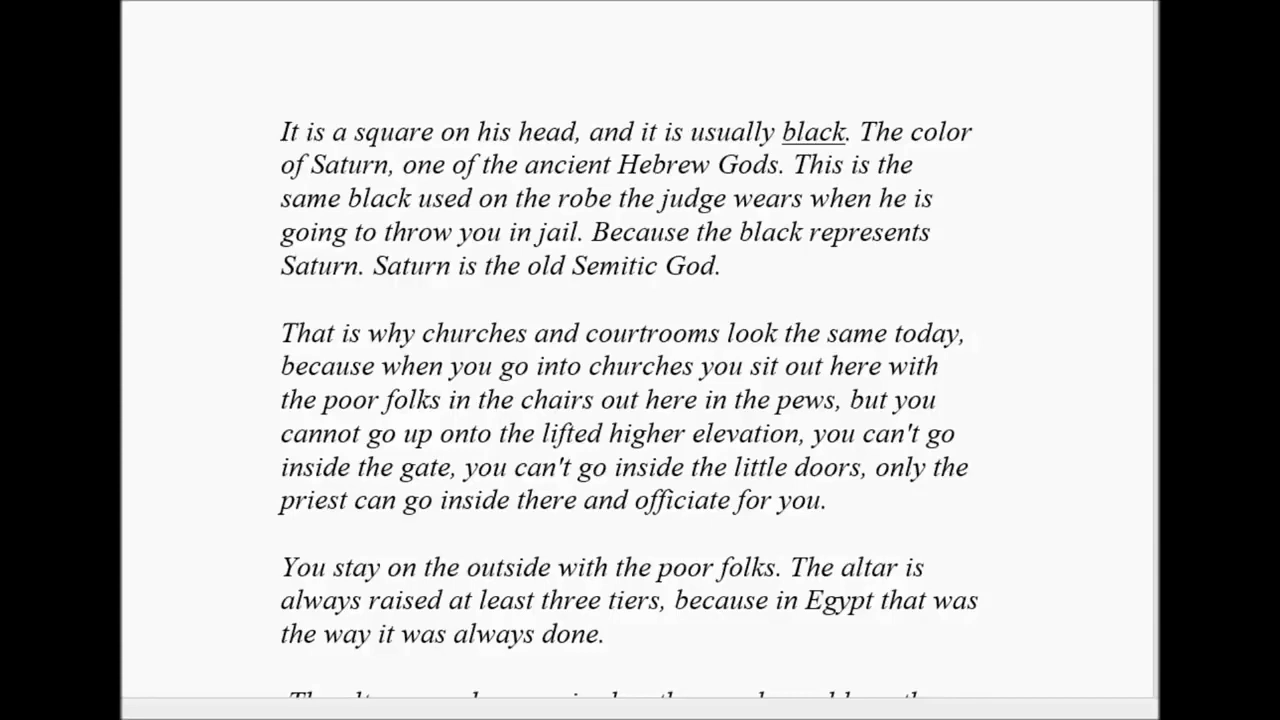 It is a square on his head, and it is usually black. The color
of Saturn, one of the ancient Hebrew Gods. This is the
same black used on the robe the judge wears when he is
going to throw you in jail. Because the black represents
Saturn. Saturn is the old Semitic God.
That is why churches and courtrooms look the same today,
because when you go into churches you sit out here with
the poor folks in the chairs out here in the pews, but you
cannot go up onto the lifted higher elevation, you can't go
inside the gate, you can't go inside the little doors, only the
priest can go inside there and officiate for you.
You stay on the outside with the poor folks. The altar is
always raised at least three tiers, because in Egypt that was
the way it was always done.